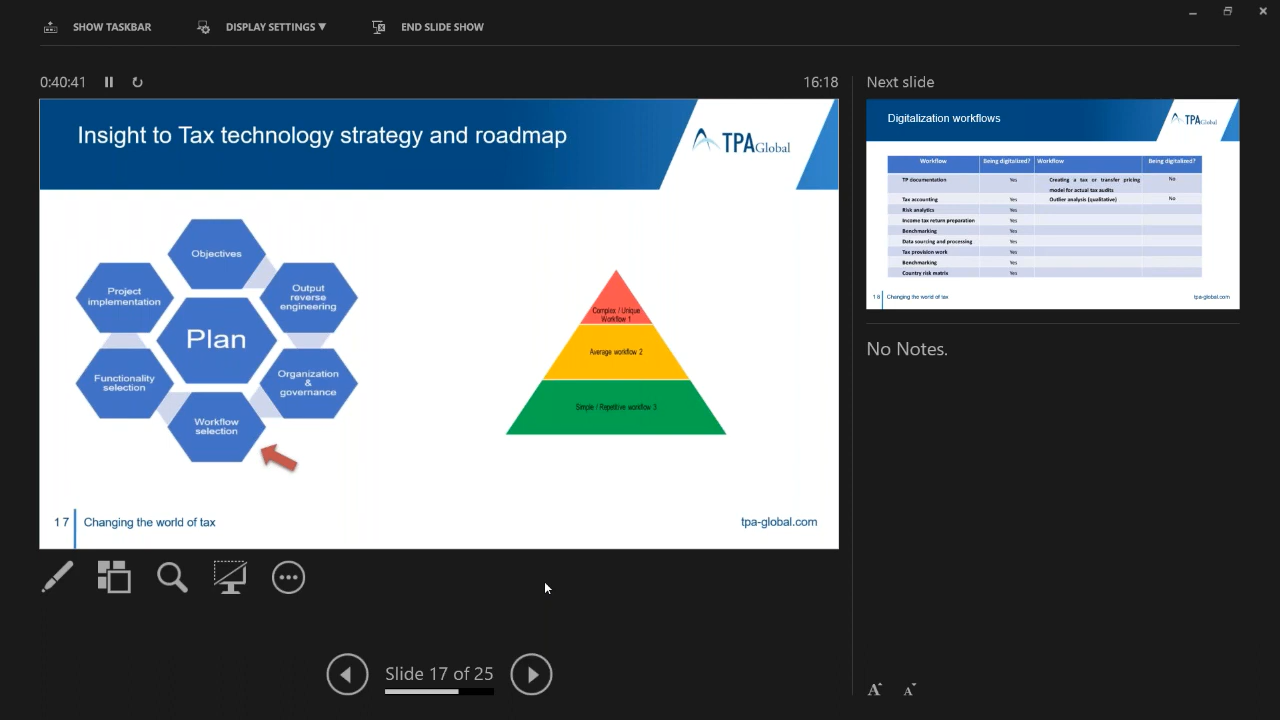 SHOW TASKBAR
DISPLAY SETTINGS ▼
END SLIDE SHOW
0:40:41
16:18
Insight to Tax technology strategy and roadmap
TPA Global
Objectives
Output
reverse
engineering
Organization
&
governance
Workflow
selection
Functionality
selection
Project
implementation
Plan
Complex / Unique
Workflow 1
Average workflow 2
Simple / Repetitive workflow 3
17
Changing the world of tax
tpa-global.com
Slide 17 of 25
Next slide
Digitalization workflows
TPA Global
Workflow Being digitalized? Workflow Being digitalized?
TP documentation Yes Creating a tax or transfer pricing No
model for actual tax audits
Tax accounting Yes Outlier analysis (qualitative) No
Risk analytics Yes
Income tax return preparation Yes
Benchmarking Yes
Data sourcing and processing Yes
Tax provision work Yes
Benchmarking Yes
Country risk matrix Yes
18
Changing the world of tax
tpa-global.com
No Notes.
A A